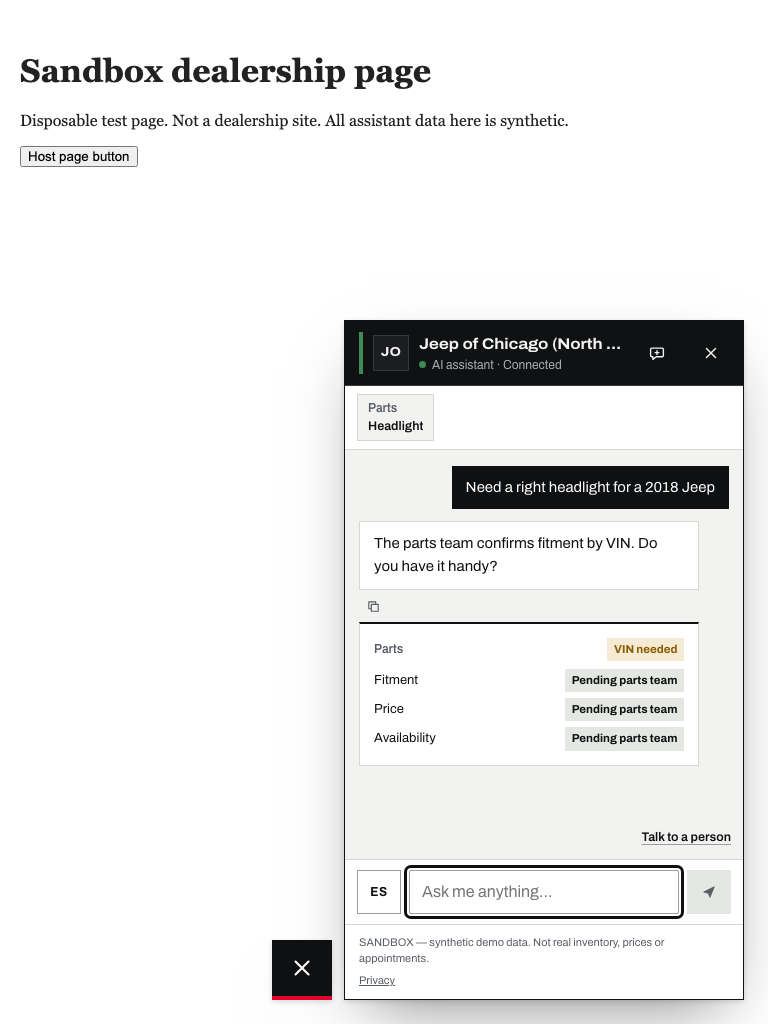 Sandbox dealership page
Disposable test page. Not a dealership site. All assistant data here is synthetic.
Host page button
JO
Jeep of Chicago (North ...
AI assistant · Connected
Parts
Headlight
Need a right headlight for a 2018 Jeep
The parts team confirms fitment by VIN. Do
you have it handy?
Parts
VIN needed
Fitment
Pending parts team
Price
Pending parts team
Availability
Pending parts team
Talk to a person
ES
Ask me anything...
SANDBOX — synthetic demo data. Not real inventory, prices or
appointments.
Privacy